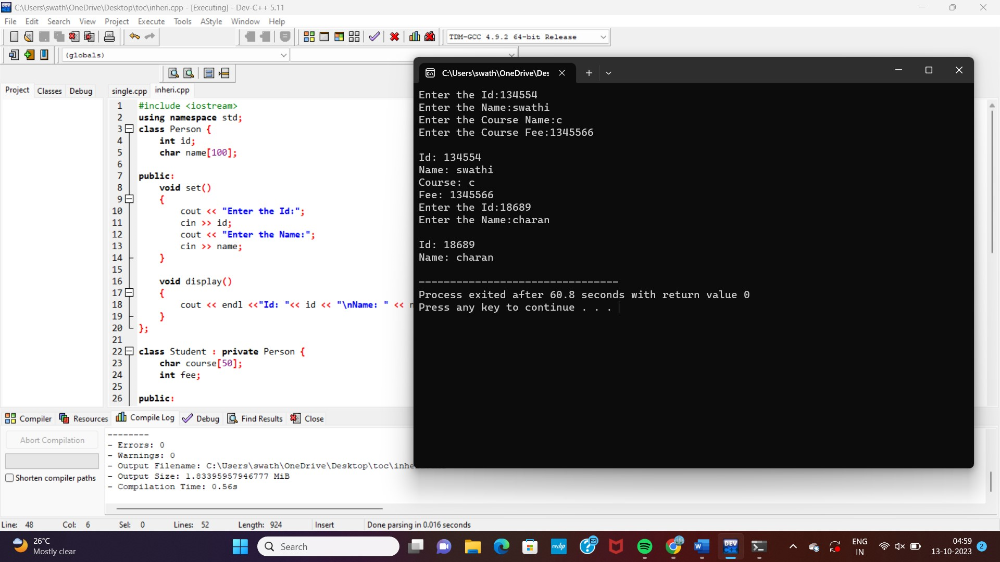 C:\Users\swath\OneDrive\Desktop\toc\inheri.cpp - [Executing] - Dev-C++ 5.11
File Edit Search View Project Execute Tools AStyle Window Help
TDM-GCC 4.9.2 64-bit Release
(globals)
Project Classes Debug
single.cpp inheri.cpp
1 #include <iostream>
2 using namespace std;
3 class Person {
4 int id;
5 char name[100];
6
7 public:
8 void set()
9 {
10 cout << "Enter the Id:";
11 cin >> id;
12 cout << "Enter the Name:";
13 cin >> name;
14 }
15
16 void display()
17 {
18 cout << endl <<"Id: "<< id << "\nName: " <<
19 }
20 };
21
22 class Student : private Person {
23 char course[50];
24 int fee;
25
26 public:
C:\Users\swath\OneDrive\Des
Enter the Id:134554
Enter the Name:swathi
Enter the Course Name:c
Enter the Course Fee:1345566
Id: 134554
Name: swathi
Course: c
Fee: 1345566
Enter the Id:18689
Enter the Name:charan
Id: 18689
Name: charan
--------------------------------
Process exited after 60.8 seconds with return value 0
Press any key to continue . . .
Compiler Resources Compile Log Debug Find Results Close
Abort Compilation
Shorten compiler paths
--------
- Errors: 0
- Warnings: 0
- Output Filename: C:\Users\swath\OneDrive\Desktop\toc\inhe
- Output Size: 1.83395957946777 MiB
- Compilation Time: 0.56s
Line: 48 Col: 6 Sel: 0 Lines: 52 Length: 924 Insert Done parsing in 0.016 seconds
26°C
Mostly clear
Search
myhp
DEV
C++
ENG
IN
04:59
13-10-2023
2